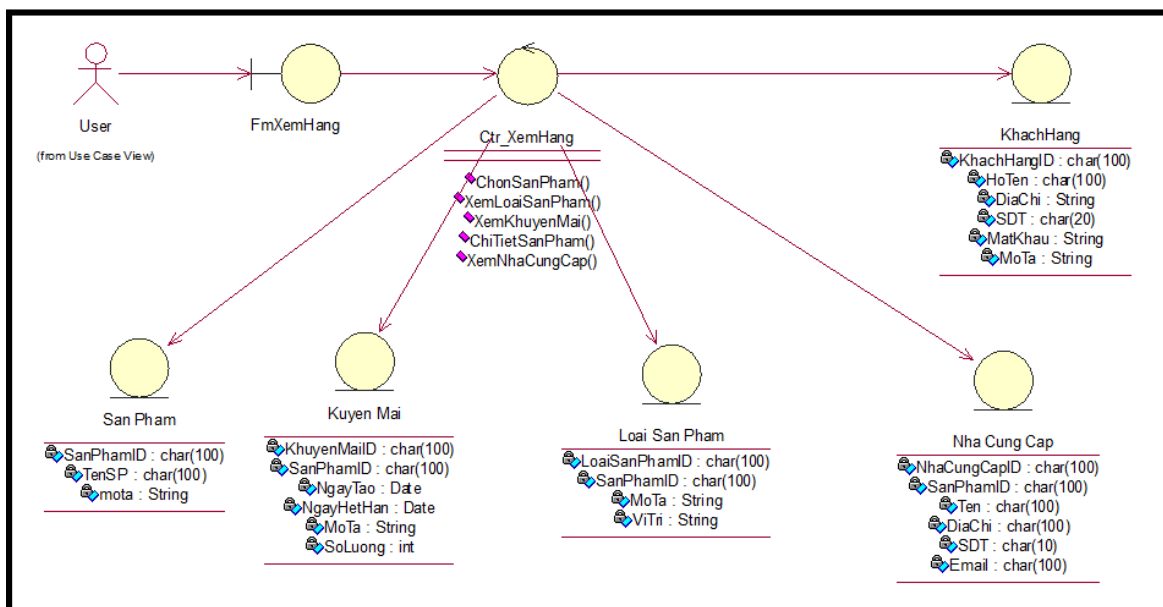 User
(from Use Case View)
FmXemHang
Ctr_XemHang
ChonSanPham()
XemLoaiSanPham()
XemKhuyenMai()
ChiTietSanPham()
XemNhaCungCap()
KhachHang
KhachHangID : char(100)
HoTen : char(100)
DiaChi : String
SDT : char(20)
MatKhau : String
MoTa : String
San Pham
SanPhamID : char(100)
TenSP : char(100)
mota : String
Kuyen Mai
KhuyenMaiID : char(100)
SanPhamID : char(100)
NgayTao : Date
NgayHetHan : Date
MoTa : String
SoLuong : int
Loai San Pham
LoaiSanPhamID : char(100)
SanPhamID : char(100)
MoTa : String
ViTri : String
Nha Cung Cap
NhaCungCapID : char(100)
SanPhamID : char(100)
Ten : char(100)
DiaChi : char(100)
SDT : char(10)
Email : char(100)